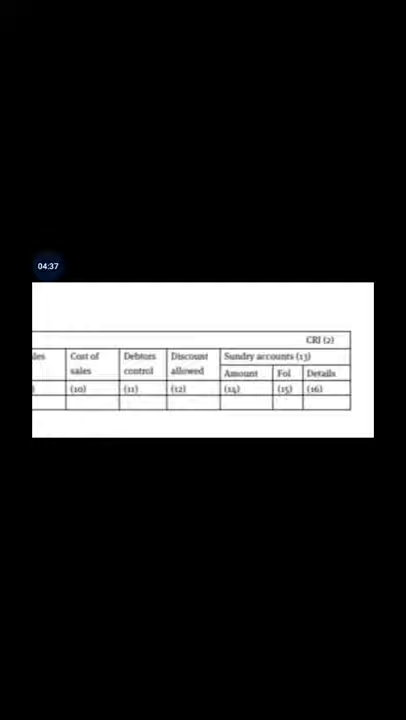 04:37
CRJ (2)
les
Cost of sales
Debtors control
Discount allowed
Sundry accounts (13)
Amount
Fol
Details
)
(10)
(11)
(12)
(14)
(15)
(16)